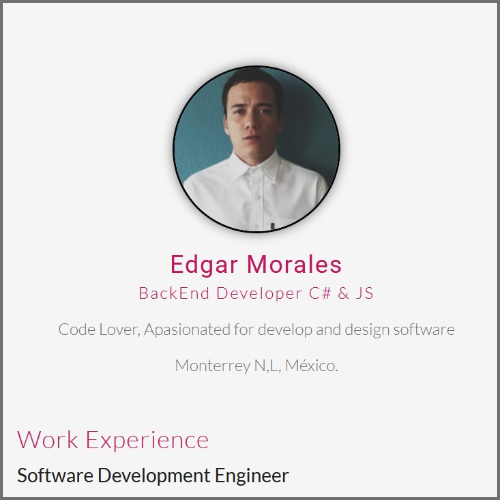 Edgar Morales
BackEnd Developer C# & JS
Code Lover, Apasionated for develop and design software
Monterrey N,L, México.
Work Experience
Software Development Engineer